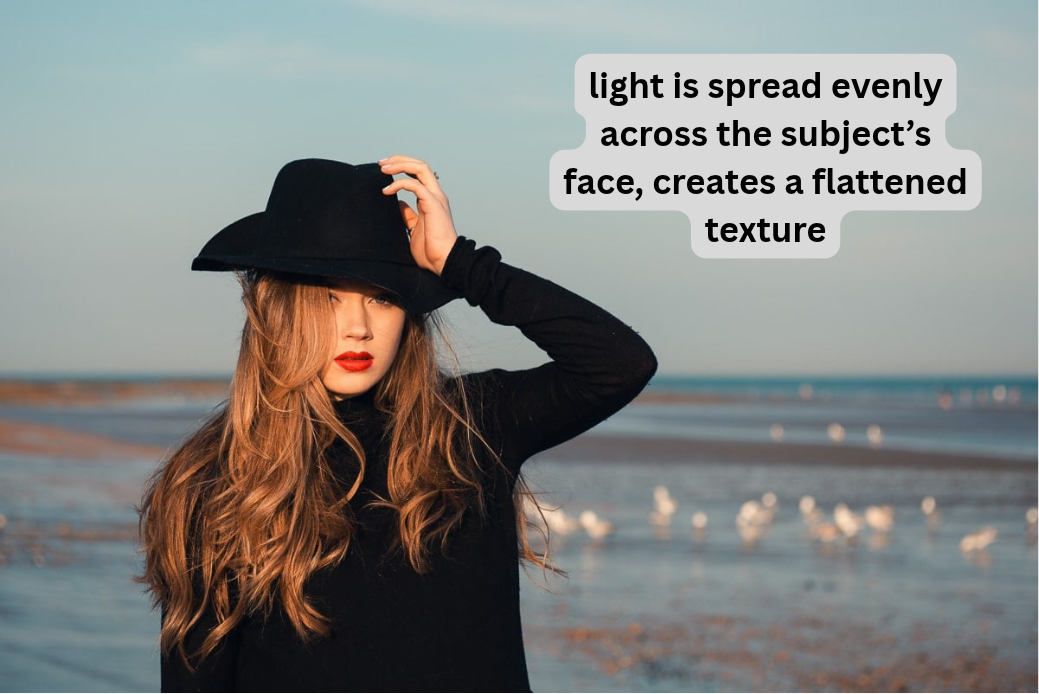 light is spread evenly
across the subject’s
face, creates a flattened
texture